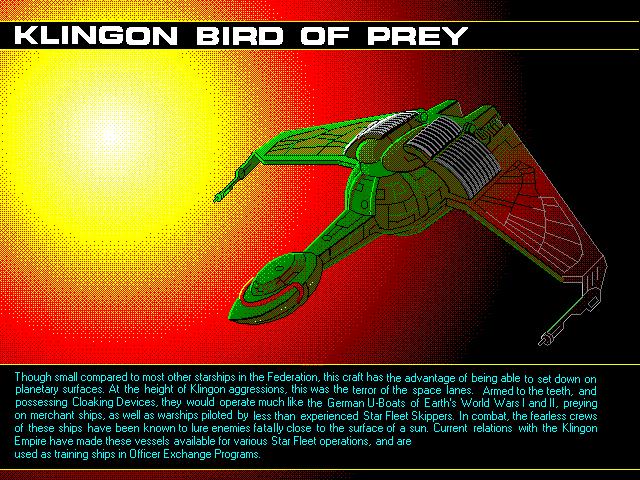 KLINGON BIRD OF PREY
Though small compared to most other starships in the Federation, this craft has the advantage of being able to set down on
planetary surfaces. At the height of Klingon aggressions, this was the terror of the space lanes. Armed to the teeth, and
possessing Cloaking Devices, they would operate much like the German U-Boats of Earth's World Wars I and II, preying
on merchant ships, as well as warships piloted by less than experienced Star Fleet Skippers. In combat, the fearless crews
of these ships have been known to lure enemies fatally close to the surface of a sun. Current relations with the Klingon
Empire have made these vessels available for various Star Fleet operations, and are
used as training ships in Officer Exchange Programs.